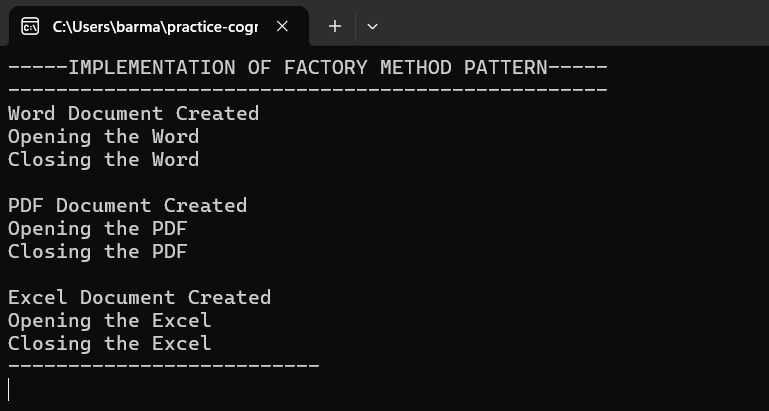 C:\Users\barma\practice-cogr
-----IMPLEMENTATION OF FACTORY METHOD PATTERN-----
--------------------------------------------------
Word Document Created
Opening the Word
Closing the Word
PDF Document Created
Opening the PDF
Closing the PDF
Excel Document Created
Opening the Excel
Closing the Excel
--------------------------